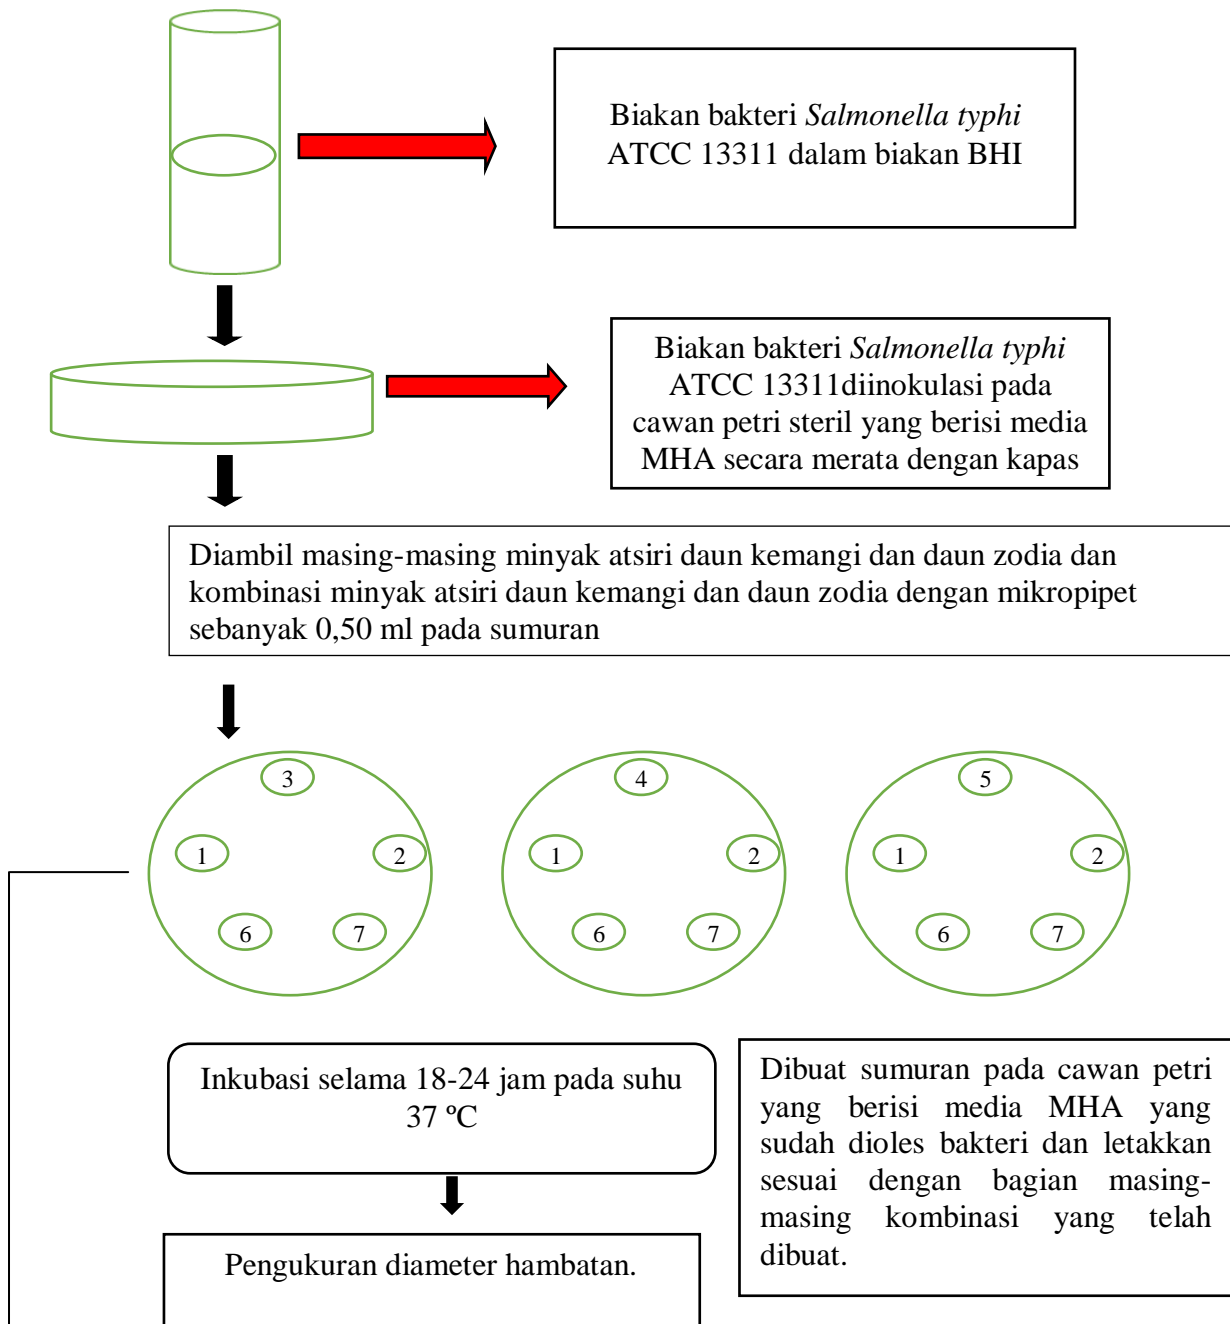 Biakan bakteri Salmonella typhi
ATCC 13311 dalam biakan BHI
Biakan bakteri Salmonella typhi
ATCC 13311diinokulasi pada
cawan petri steril yang berisi media
MHA secara merata dengan kapas
Diambil masing-masing minyak atsiri daun kemangi dan daun zodia dan
kombinasi minyak atsiri daun kemangi dan daun zodia dengan mikropipet
sebanyak 0,50 ml pada sumuran
3
1
2
6
7
4
1
2
6
7
5
1
2
6
7
Inkubasi selama 18-24 jam pada suhu
37 ºC
Dibuat sumuran pada cawan petri
yang berisi media MHA yang
sudah dioles bakteri dan letakkan
sesuai dengan bagian masing-
masing kombinasi yang telah
dibuat.
Pengukuran diameter hambatan.